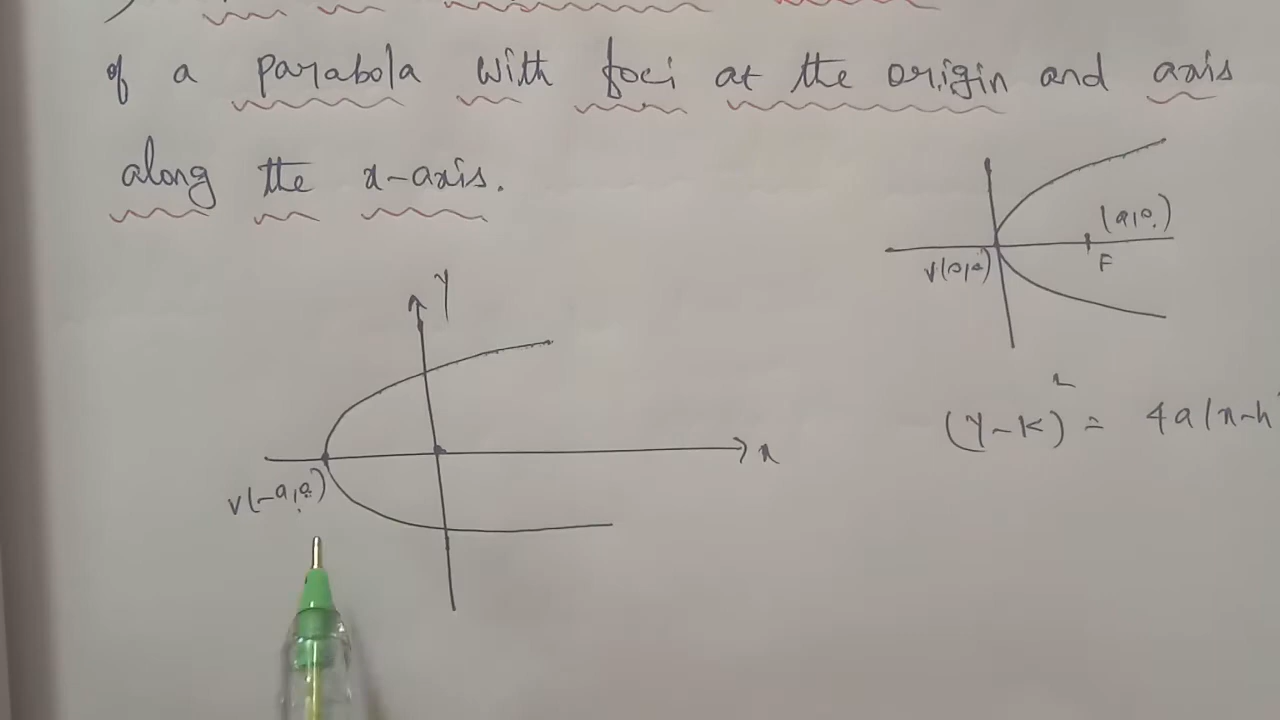 of a parabola with foci at the origin and axis
along the x-axis.
(a,0)
V(0,0)
F
Y
x
V(-a,0)
(Y-K)² = 4a(x-h